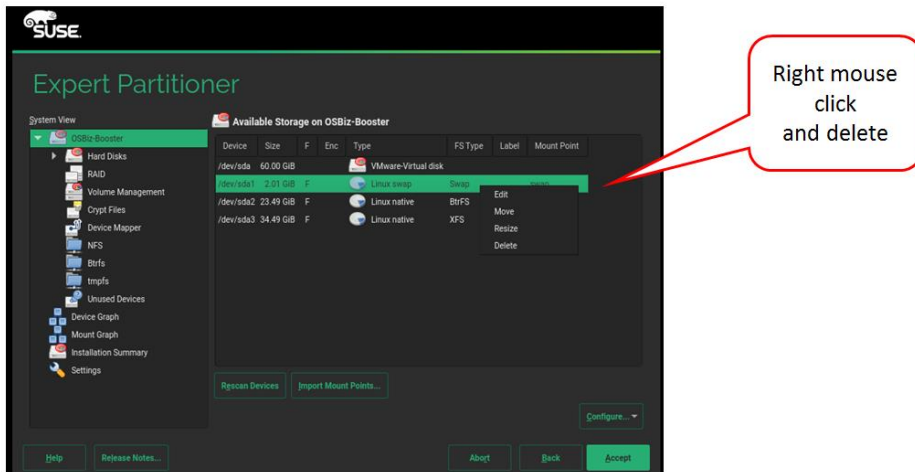 SUSE.
Expert Partitioner
System View
OSBiz-Booster
Hard Disks
RAID
Volume Management
Crypt Files
Device Mapper
NFS
Btrfs
tmpfs
Unused Devices
Device Graph
Mount Graph
Installation Summary
Settings
Available Storage on OSBiz-Booster
Device Size F Enc Type FS Type Label Mount Point
/dev/sda 60.00 GiB VMware-Virtual disk
/dev/sda1 2.01 GiB F Linux swap Swap swap
/dev/sda2 23.49 GiB F Linux native BtrFS
/dev/sda3 34.49 GiB F Linux native XFS
Edit
Move
Resize
Delete
Rescan Devices Import Mount Points...
Configure...
Help Release Notes... Abort Back Accept
Right mouse
click
and delete